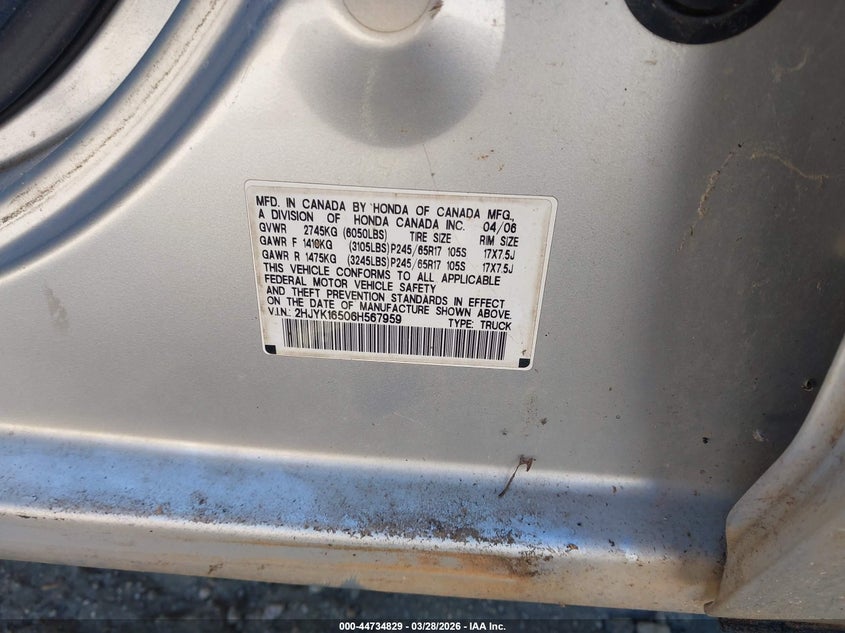 MFD. IN CANADA BY HONDA OF CANADA MFG.,
A DIVISION OF HONDA CANADA INC. 04/06
GVWR 2745KG (6050LBS) TIRE SIZE RIM SIZE
GAWR F 1410KG (3105LBS) P245/65R17 105S 17X7.5J
GAWR R 1475KG (3245LBS) P245/65R17 105S 17X7.5J
THIS VEHICLE CONFORMS TO ALL APPLICABLE
FEDERAL MOTOR VEHICLE SAFETY
AND THEFT PREVENTION STANDARDS IN EFFECT
ON THE DATE OF MANUFACTURE SHOWN ABOVE.
V.I.N.: 2HJYK16506H567959 TYPE: TRUCK
000-44734829 | 03/28/2026 | IAA Inc.